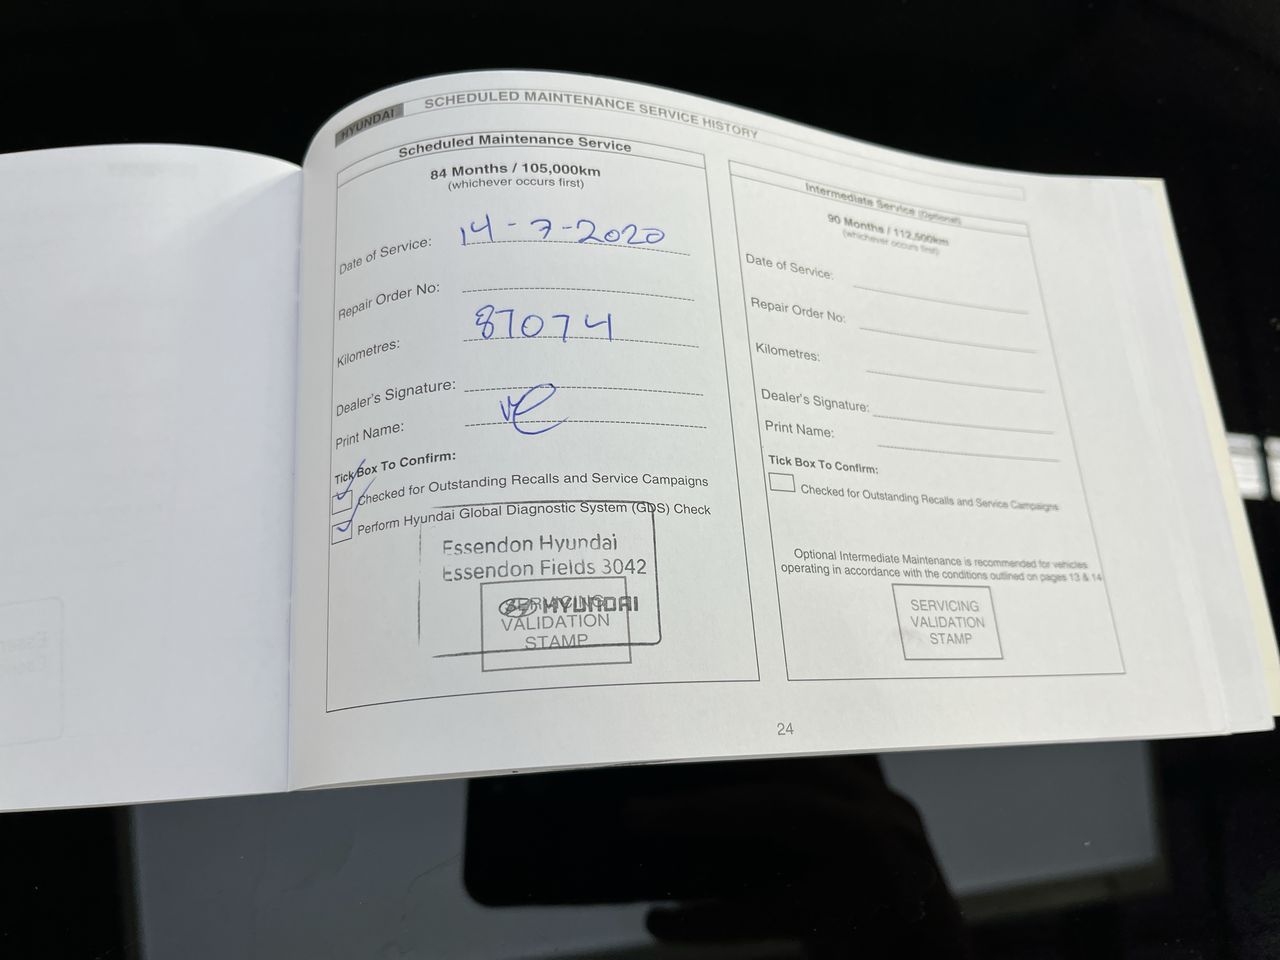 HYUNDAI SCHEDULED MAINTENANCE SERVICE HISTORY
Scheduled Maintenance Service
84 Months / 105,000km
(whichever occurs first)
Date of Service: 14-7-2020
Repair Order No:
Kilometres: 87074
Dealer's Signature:
Print Name:
Tick Box To Confirm:
Checked for Outstanding Recalls and Service Campaigns
Perform Hyundai Global Diagnostic System (GDS) Check
Essendon Hyundai
Essendon Fields 3042
HYUNDAI
SERVICING
VALIDATION
STAMP
Intermediate Service (Optional)
90 Months / 112,500km
(whichever occurs first)
Date of Service:
Repair Order No:
Kilometres:
Dealer's Signature:
Print Name:
Tick Box To Confirm:
Checked for Outstanding Recalls and Service Campaigns
Optional Intermediate Maintenance is recommended for vehicles
operating in accordance with the conditions outlined on pages 13 & 14
SERVICING
VALIDATION
STAMP
24